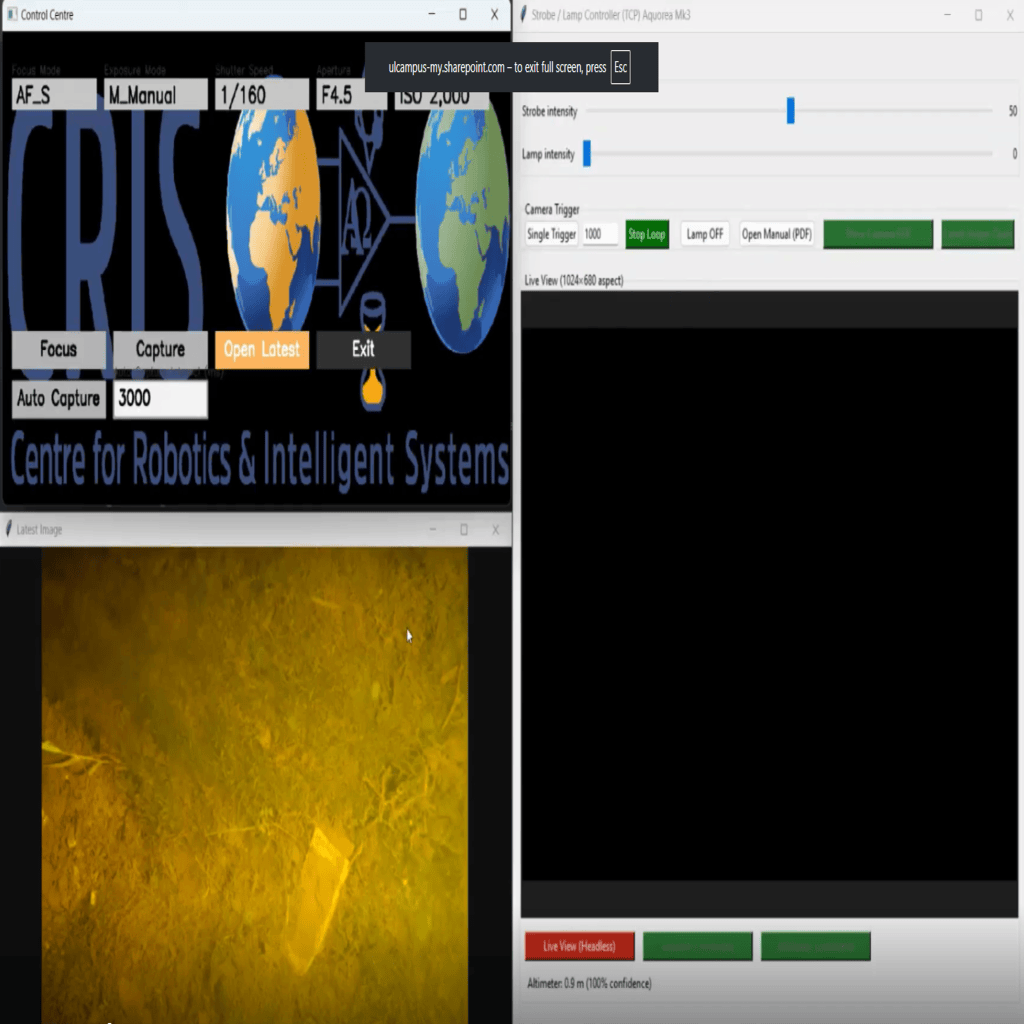 Control Centre
Focus Mode
Exposure Mode
Shutter Speed
Aperture
AF_S
M_Manual
1/160
F4.5
ISO 2,000
CRIS
Focus
Capture
Open Latest
Exit
Auto Capture
3000
Centre for Robotics & Intelligent Systems
Latest Image
Strobe / Lamp Controller (TCP) Aquorea Mk3
ulcampus-my.sharepoint.com – to exit full screen, press Esc
Strobe intensity
50
Lamp intensity
0
Camera Trigger
Single Trigger
1000
Stop Loop
Lamp OFF
Open Manual (PDF)
Live View (1024×680 aspect)
Live View (Headless)
Altimeter: 0.9 m (100% confidence)